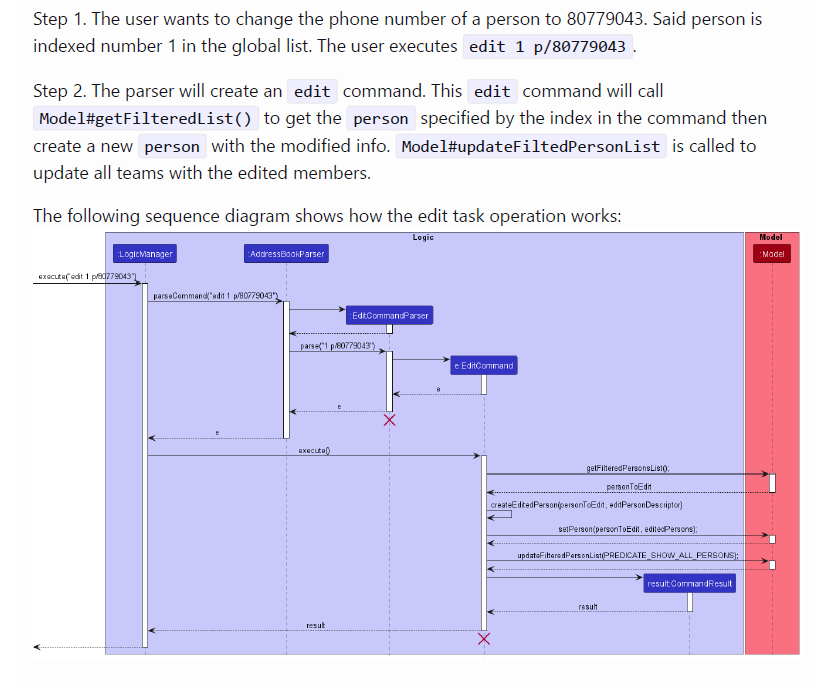 Step 1. The user wants to change the phone number of a person to 80779043. Said person is
indexed number 1 in the global list. The user executes edit 1 p/80779043 .
Step 2. The parser will create an edit command. This edit command will call
Model#getFilteredList() to get the person specified by the index in the command then
create a new person with the modified info. Model#updateFiltedPersonList is called to
update all teams with the edited members.
The following sequence diagram shows how the edit task operation works:
Logic
Model
:LogicManager
:AddressBookParser
:Model
execute("edit 1 p/80779043")
parseCommand("edit 1 p/80779043")
EditCommandParser
parse("1 p/80779043")
e:EditCommand
e
e
e
execute()
getFilteredPersonsList();
personToEdit
createEditedPerson(personToEdit, editPersonDescriptor)
setPerson(personToEdit, editedPersons);
updateFilteredPersonList(PREDICATE_SHOW_ALL_PERSONS);
result:CommandResult
result
result